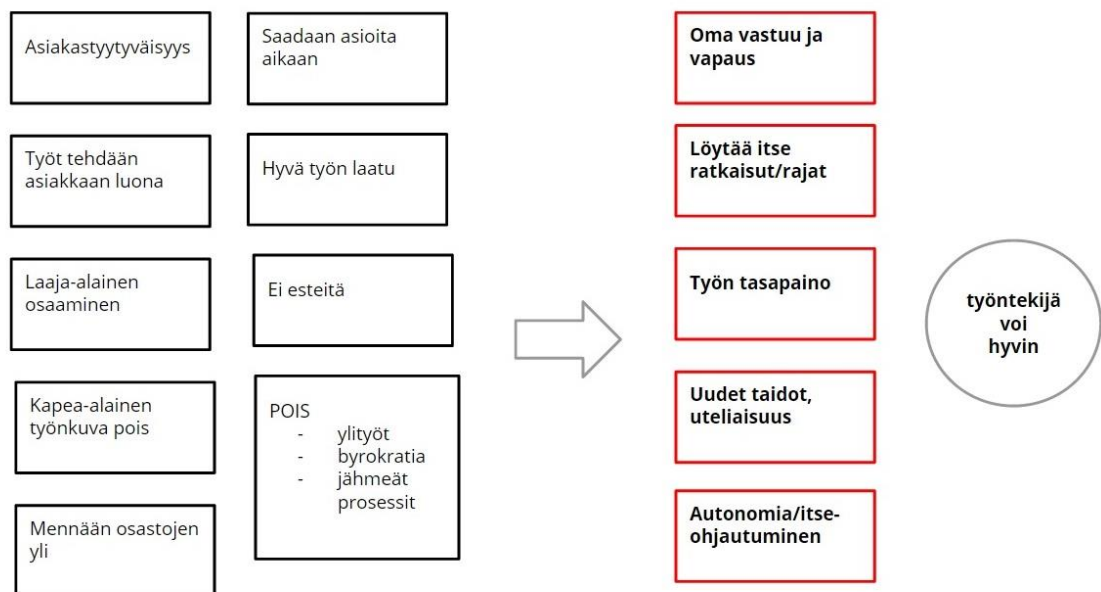 Asiakastyytyväisyys
Työt tehdään
asiakkaan luona
Laaja-alainen
osaaminen
Kapea-alainen
työnkuva pois
Mennään osastojen
yli
Saadaan asioita
aikaan
Hyvä työn laatu
Ei esteitä
POIS
- ylityöt
- byrokratia
- jähmeät
prosessit
Oma vastuu ja
vapaus
Löytää itse
ratkaisut/rajat
Työn tasapaino
Uudet taidot,
uteliaisuus
Autonomia/itse-
ohjautuminen
työntekijä
voi
hyvin